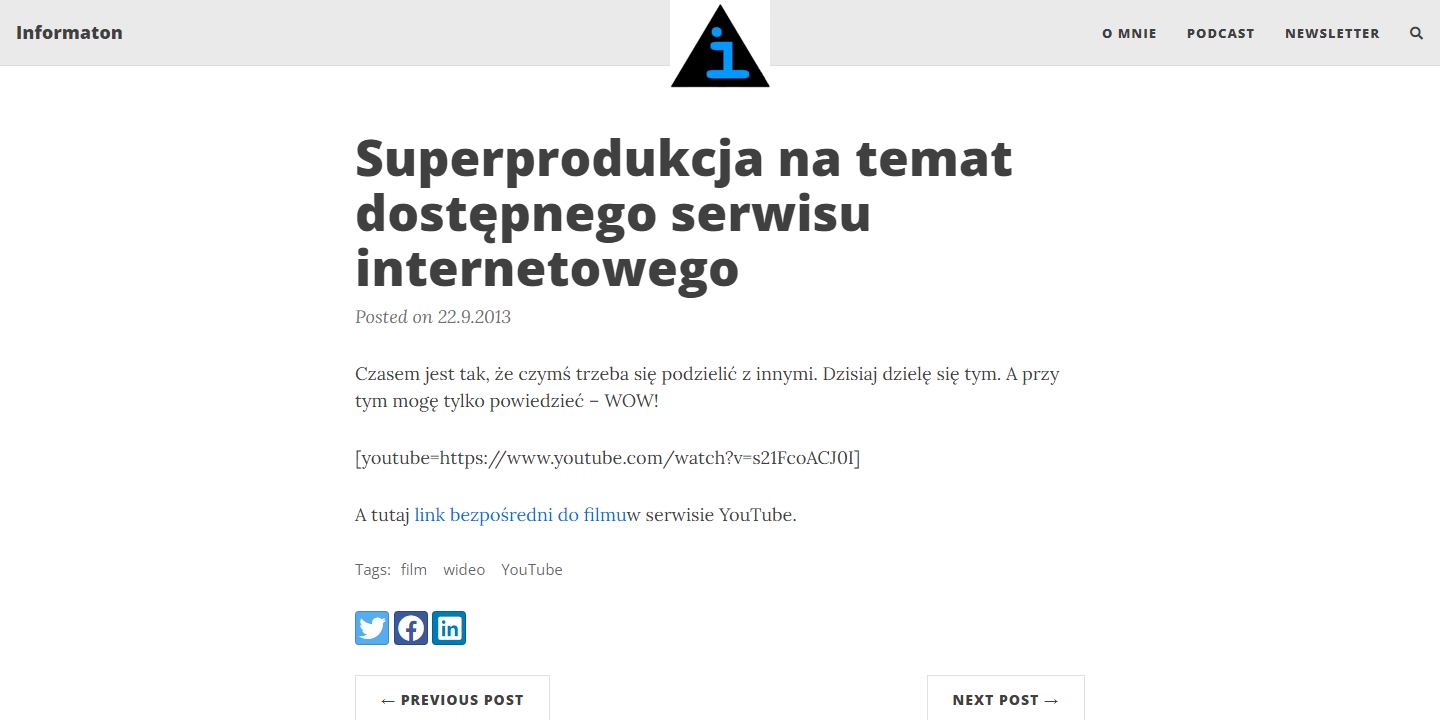 Informaton
i
O MNIE
PODCAST
NEWSLETTER
Superprodukcja na temat
dostępnego serwisu
internetowego
Posted on 22.9.2013
Czasem jest tak, że czymś trzeba się podzielić z innymi. Dzisiaj dzielę się tym. A przy
tym mogę tylko powiedzieć – WOW!
[youtube=https://www.youtube.com/watch?v=s21FcoACJ0I]
A tutaj link bezpośredni do filmuw serwisie YouTube.
Tags: film wideo YouTube
in
← PREVIOUS POST
NEXT POST →